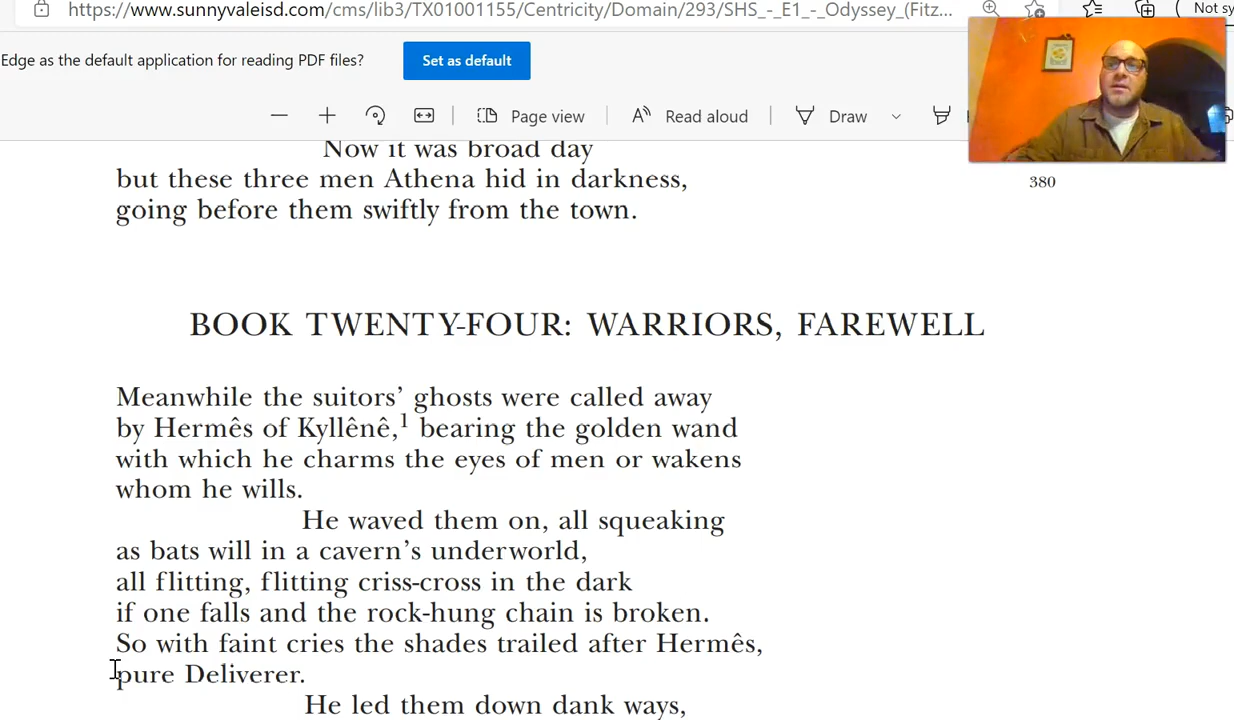 https://www.sunnyvaleisd.com/cms/lib3/TX01001155/Centricity/Domain/293/SHS_-_E1_-_Odyssey_(Fitz...
Not sy
Edge as the default application for reading PDF files?
Set as default
Page view
Read aloud
Draw
Now it was broad day
but these three men Athena hid in darkness,
380
going before them swiftly from the town.
BOOK TWENTY-FOUR: WARRIORS, FAREWELL
Meanwhile the suitors' ghosts were called away
by Hermês of Kyllênê,¹ bearing the golden wand
with which he charms the eyes of men or wakens
whom he wills.
He waved them on, all squeaking
as bats will in a cavern's underworld,
all flitting, flitting criss-cross in the dark
if one falls and the rock-hung chain is broken.
So with faint cries the shades trailed after Hermês,
pure Deliverer.
He led them down dank ways,